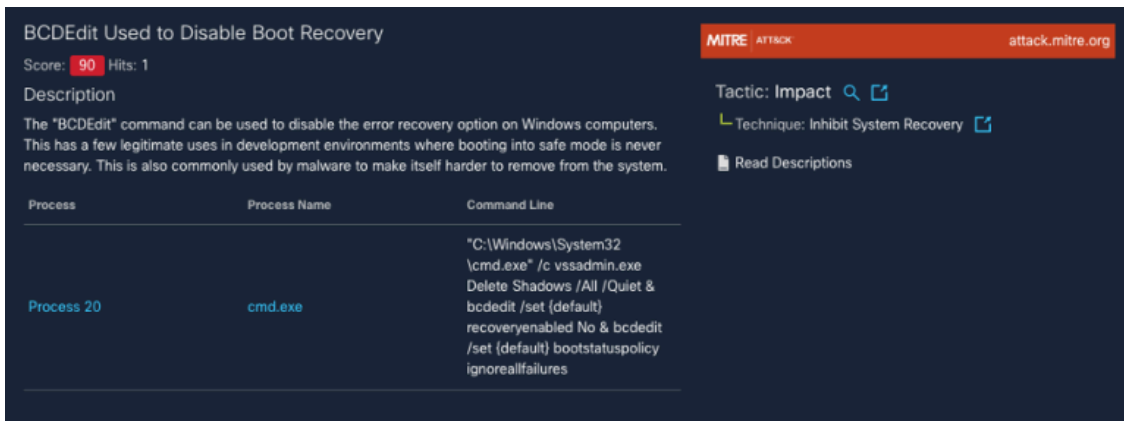 BCDEdit Used to Disable Boot Recovery
Score: 90 Hits: 1
Description
The "BCDEdit" command can be used to disable the error recovery option on Windows computers.
This has a few legitimate uses in development environments where booting into safe mode is never
necessary. This is also commonly used by malware to make itself harder to remove from the system.
Process Process Name Command Line
Process 20 cmd.exe
"C:\Windows\System32
\cmd.exe" /c vssadmin.exe
Delete Shadows /All /Quiet &
bcdedit /set {default}
recoveryenabled No & bcdedit
/set {default} bootstatuspolicy
ignoreallfailures
MITRE ATT&CK attack.mitre.org
Tactic: Impact
Technique: Inhibit System Recovery
Read Descriptions